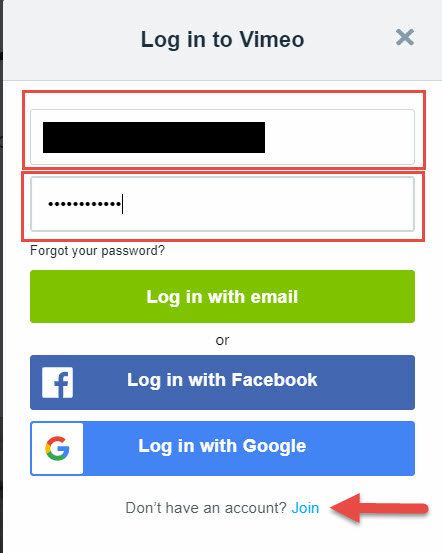 Log in to Vimeo
Forgot your password?
Log in with email
or
Log in with Facebook
Log in with Google
Don't have an account? Join